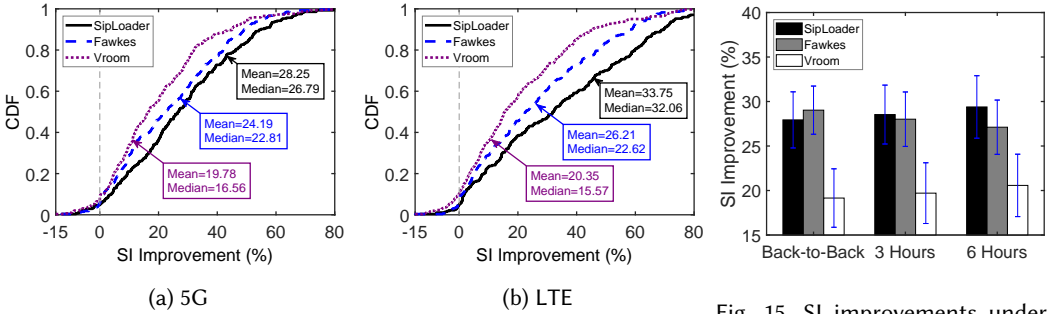 1
0.8
0.6
0.4
0.2
0
CDF
SipLoader
Fawkes
Vroom
Mean=28.25
Median=26.79
Mean=24.19
Median=22.81
Mean=19.78
Median=16.56
-15 0 20 40 60 80
SI Improvement (%)
(a) 5G
1
0.8
0.6
0.4
0.2
0
CDF
SipLoader
Fawkes
Vroom
Mean=33.75
Median=32.06
Mean=26.21
Median=22.62
Mean=20.35
Median=15.57
-15 0 20 40 60 80
SI Improvement (%)
(b) LTE
40
35
30
25
20
15
SI Improvement (%)
SipLoader
Fawkes
Vroom
Back-to-Back 3 Hours 6 Hours
Fig. 15. SI improvements under